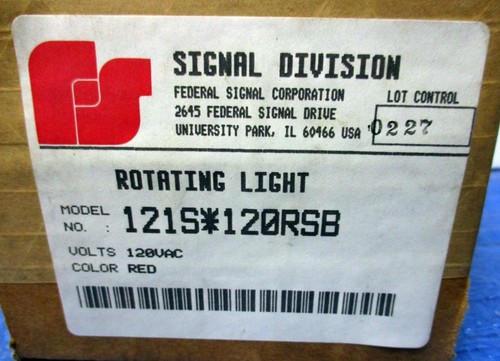 SIGNAL DIVISION
FEDERAL SIGNAL CORPORATION
2645 FEDERAL SIGNAL DRIVE
UNIVERSITY PARK, IL 60466 USA
LOT CONTROL
0227
ROTATING LIGHT
MODEL NO. : 121S*120RSB
VOLTS 120VAC
COLOR RED